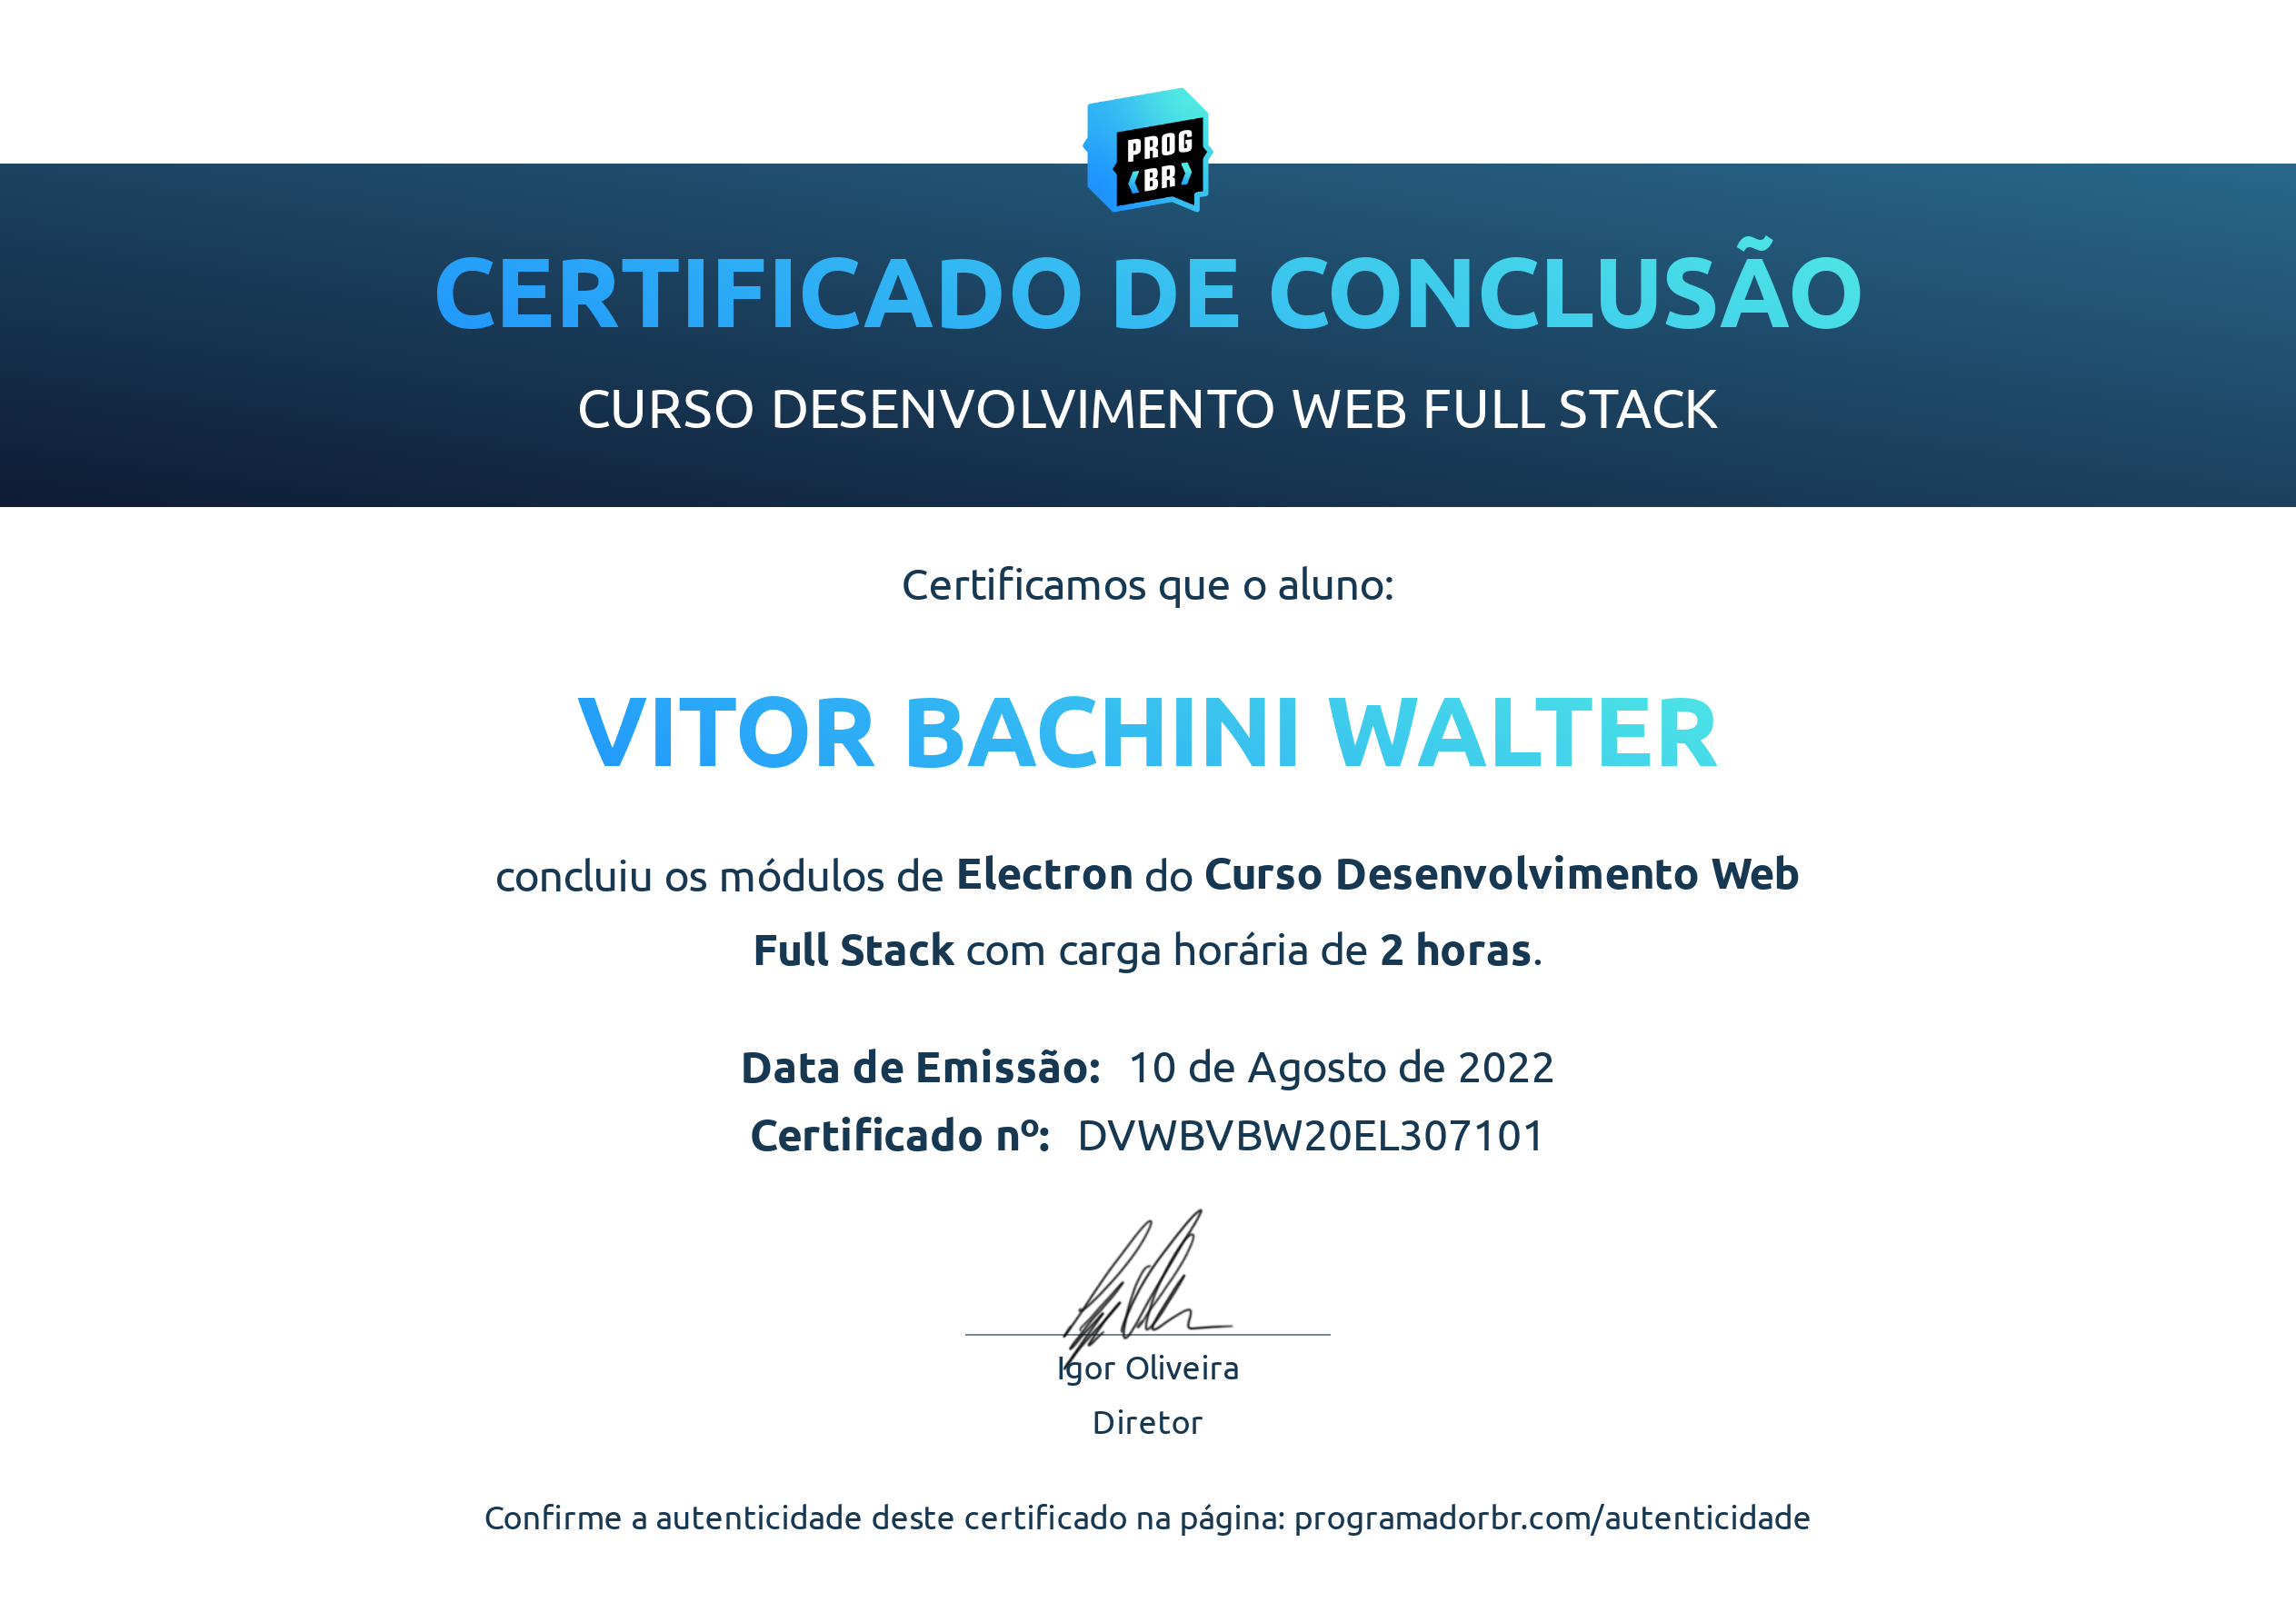 PROG
BR
CERTIFICADO DE CONCLUSÃO
CURSO DESENVOLVIMENTO WEB FULL STACK
Certificamos que o aluno:
VITOR BACHINI WALTER
concluiu os módulos de Electron do Curso Desenvolvimento Web
Full Stack com carga horária de 2 horas.
Data de Emissão: 10 de Agosto de 2022
Certificado nº: DVWBVBW20EL307101
Igor Oliveira
Diretor
Confirme a autenticidade deste certificado na página: programadorbr.com/autenticidade